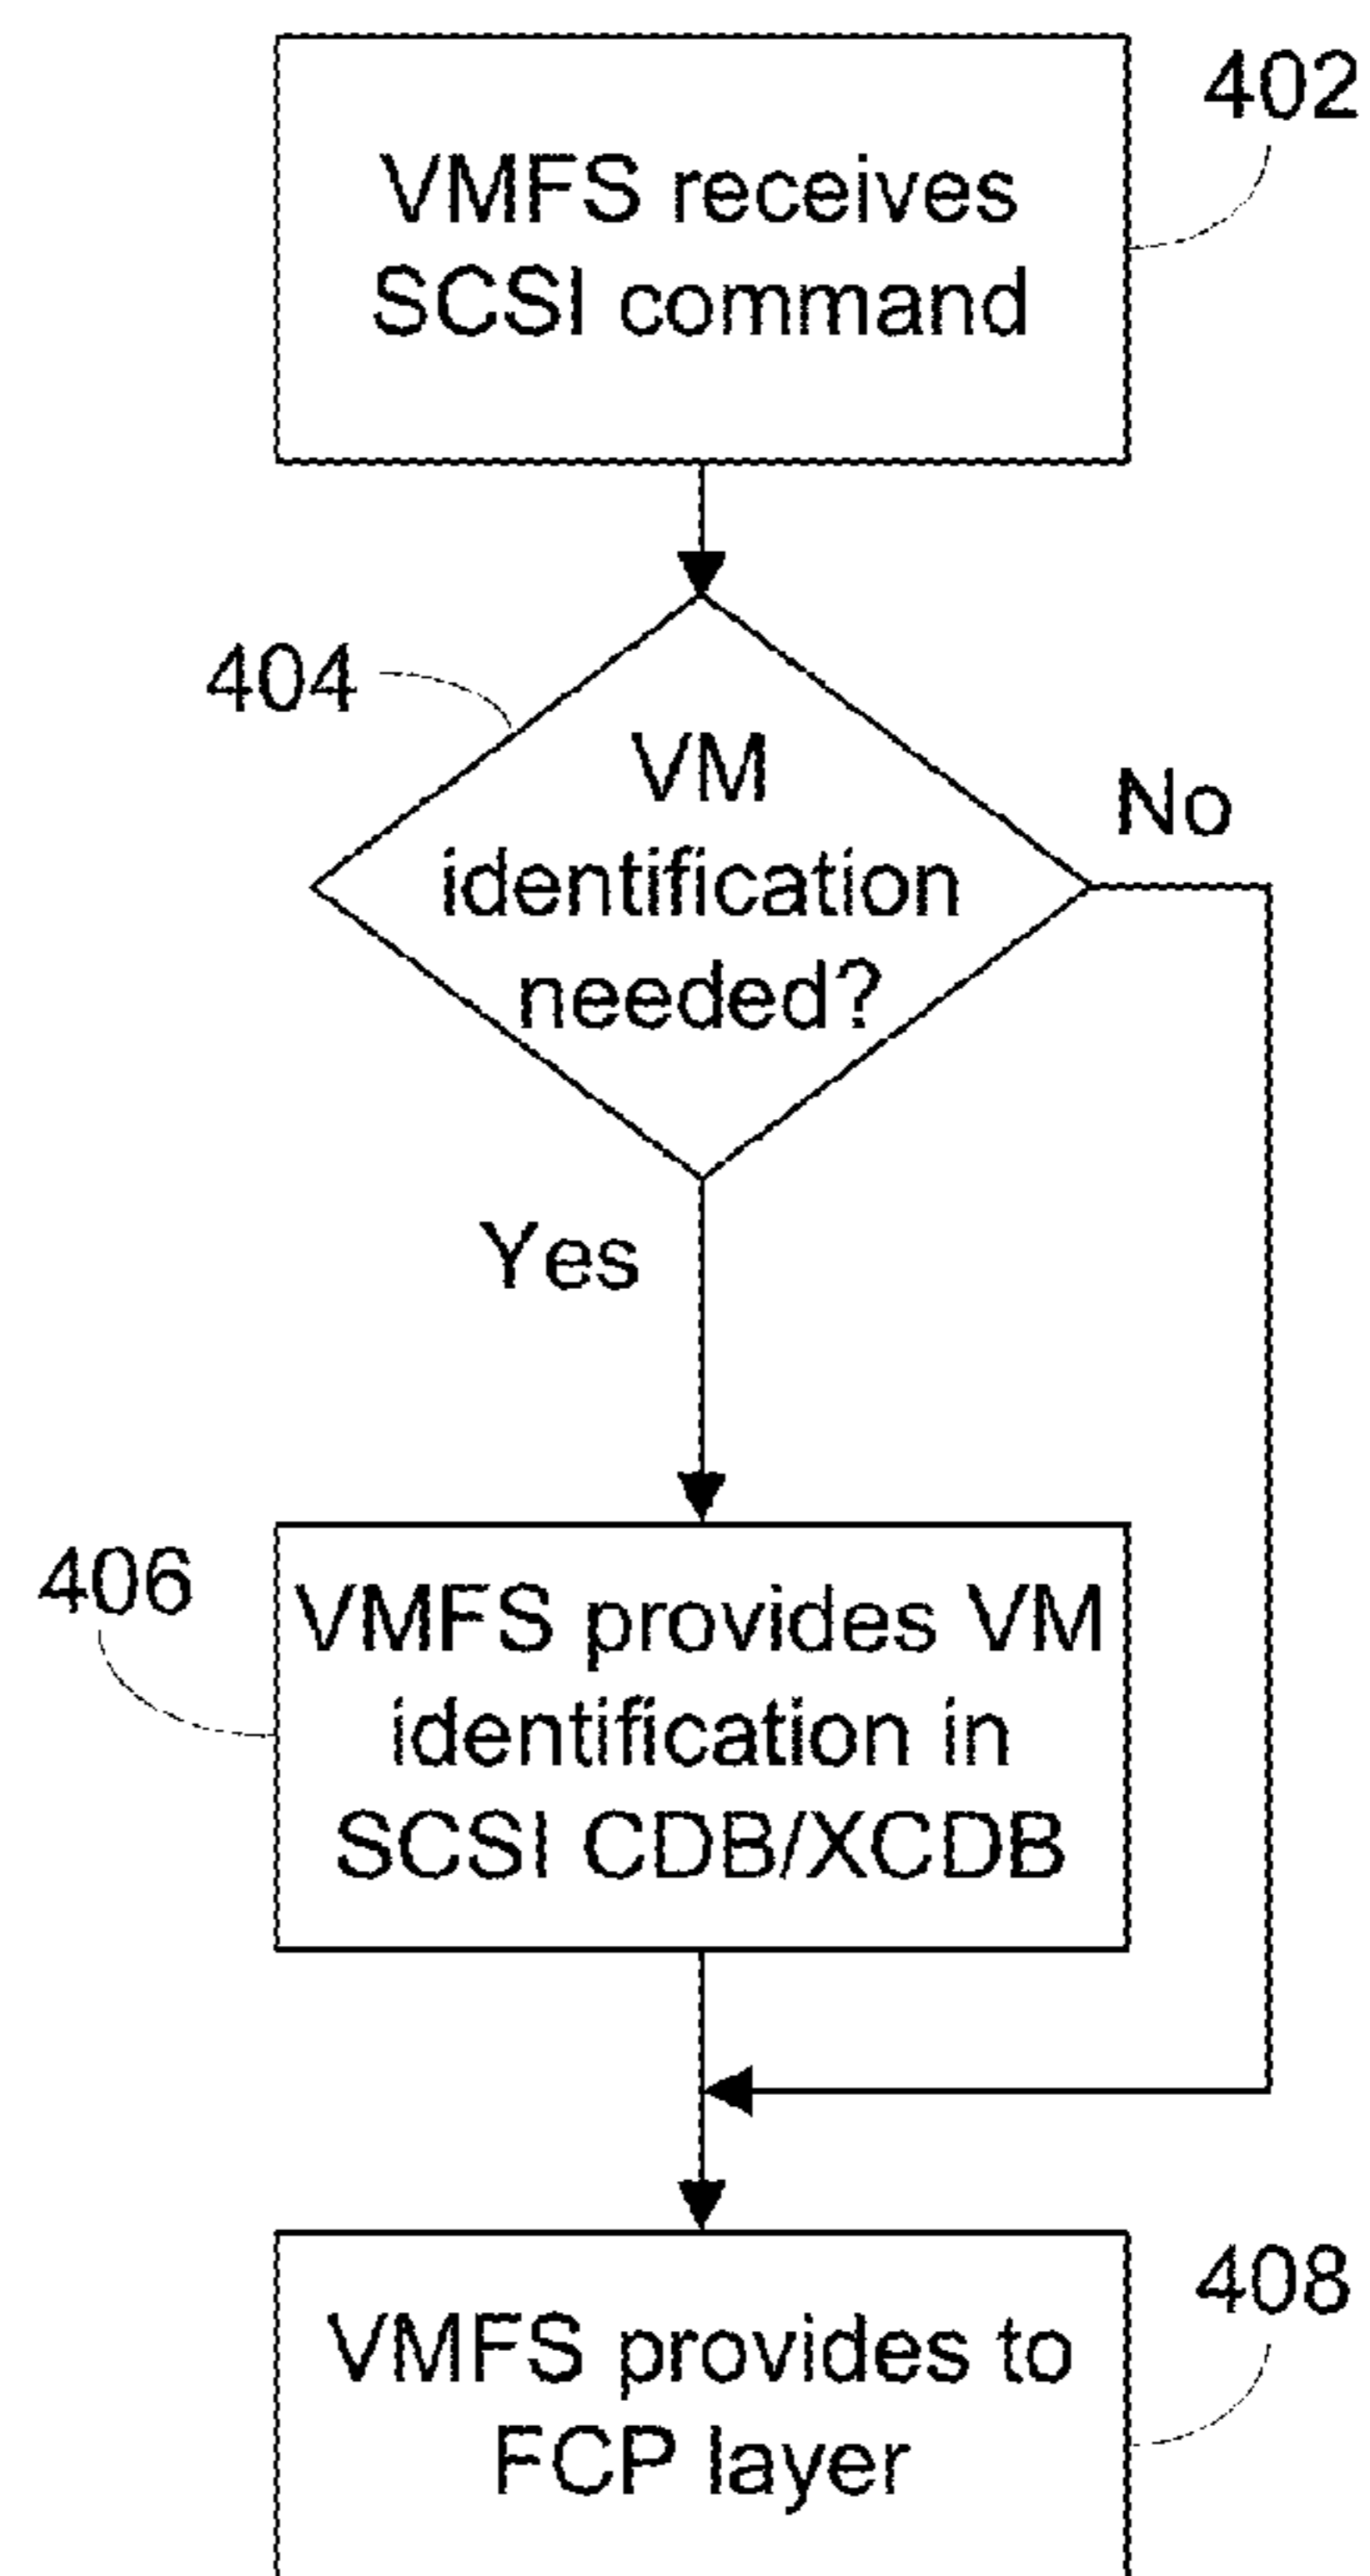 402
VMFS receives
SCSI command
404
VM
identification
needed?
No
Yes
406
VMFS provides VM
identification in
SCSI CDB/XCDB
408
VMFS provides to
FCP layer